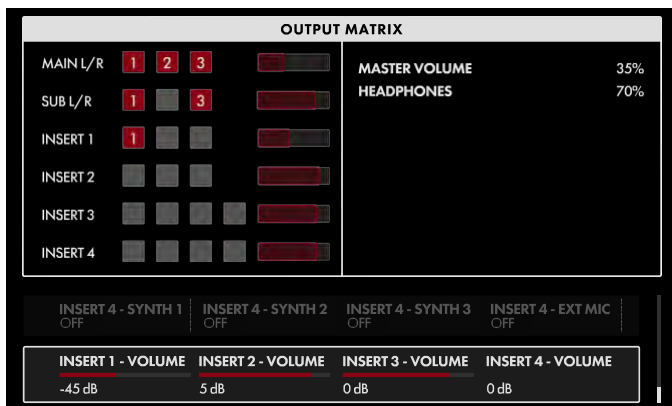 OUTPUT MATRIX
MAIN L/R 1 2 3
SUB L/R 1 3
INSERT 1 1
INSERT 2
INSERT 3
INSERT 4
MASTER VOLUME 35%
HEADPHONES 70%
INSERT 4 - SYNTH 1 INSERT 4 - SYNTH 2 INSERT 4 - SYNTH 3 INSERT 4 - EXT MIC
OFF OFF OFF OFF
INSERT 1 - VOLUME INSERT 2 - VOLUME INSERT 3 - VOLUME INSERT 4 - VOLUME
-45 dB 5 dB 0 dB 0 dB